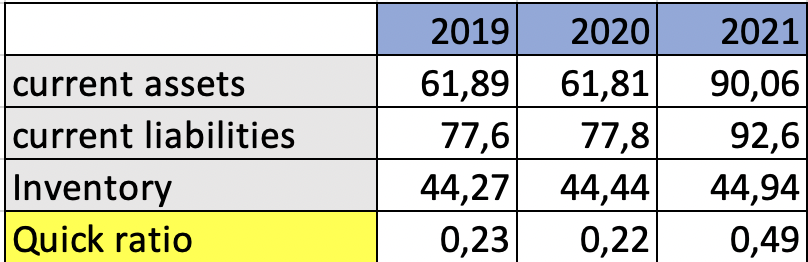 2019 2020 2021
current assets 61,89 61,81 90,06
current liabilities 77,6 77,8 92,6
Inventory 44,27 44,44 44,94
Quick ratio 0,23 0,22 0,49